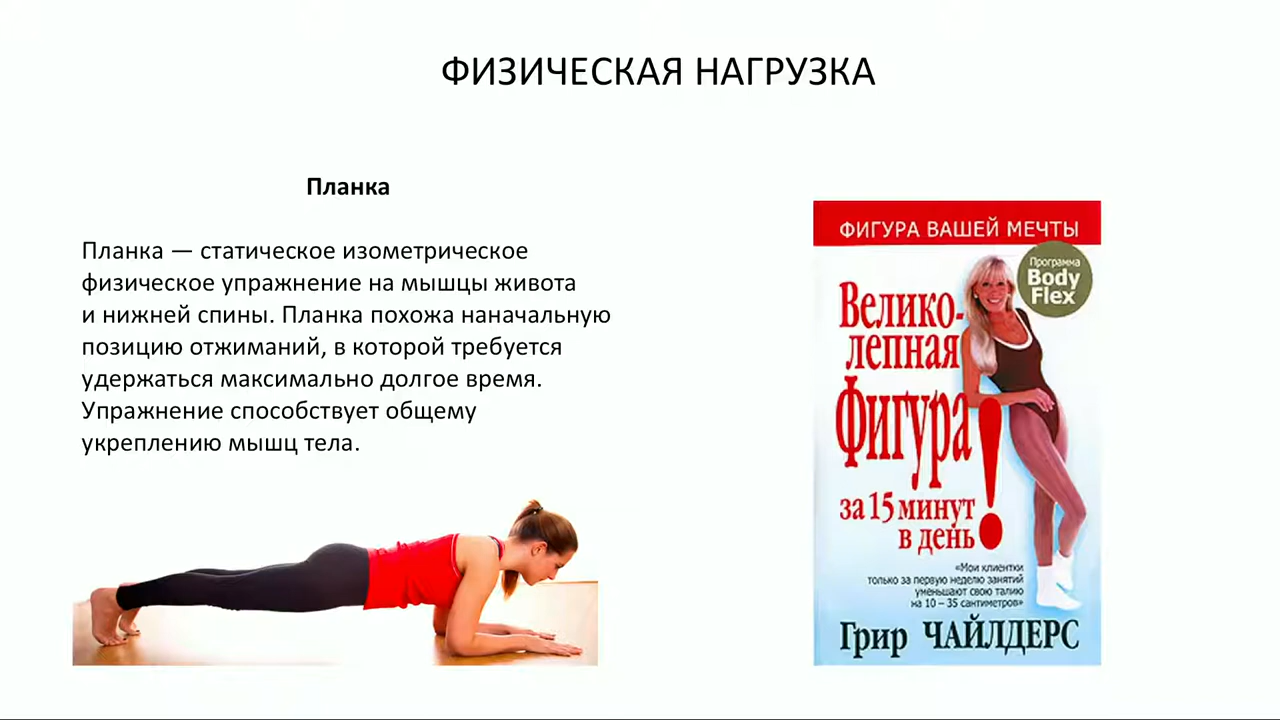 ФИЗИЧЕСКАЯ НАГРУЗКА
Планка
Планка — статическое изометрическое
физическое упражнение на мышцы живота
и нижней спины. Планка похожа наначальную
позицию отжиманий, в которой требуется
удержаться максимально долгое время.
Упражнение способствует общему
укреплению мышц тела.
ФИГУРА ВАШЕЙ МЕЧТЫ
Программа
Body
Flex
Велико-
лепная
Фигура!
за 15 минут
в день
«Мои клиентки
только за первую неделю занятий
уменьшают свою талию
на 10 – 35 сантиметров»
Грир ЧАЙЛДЕРС